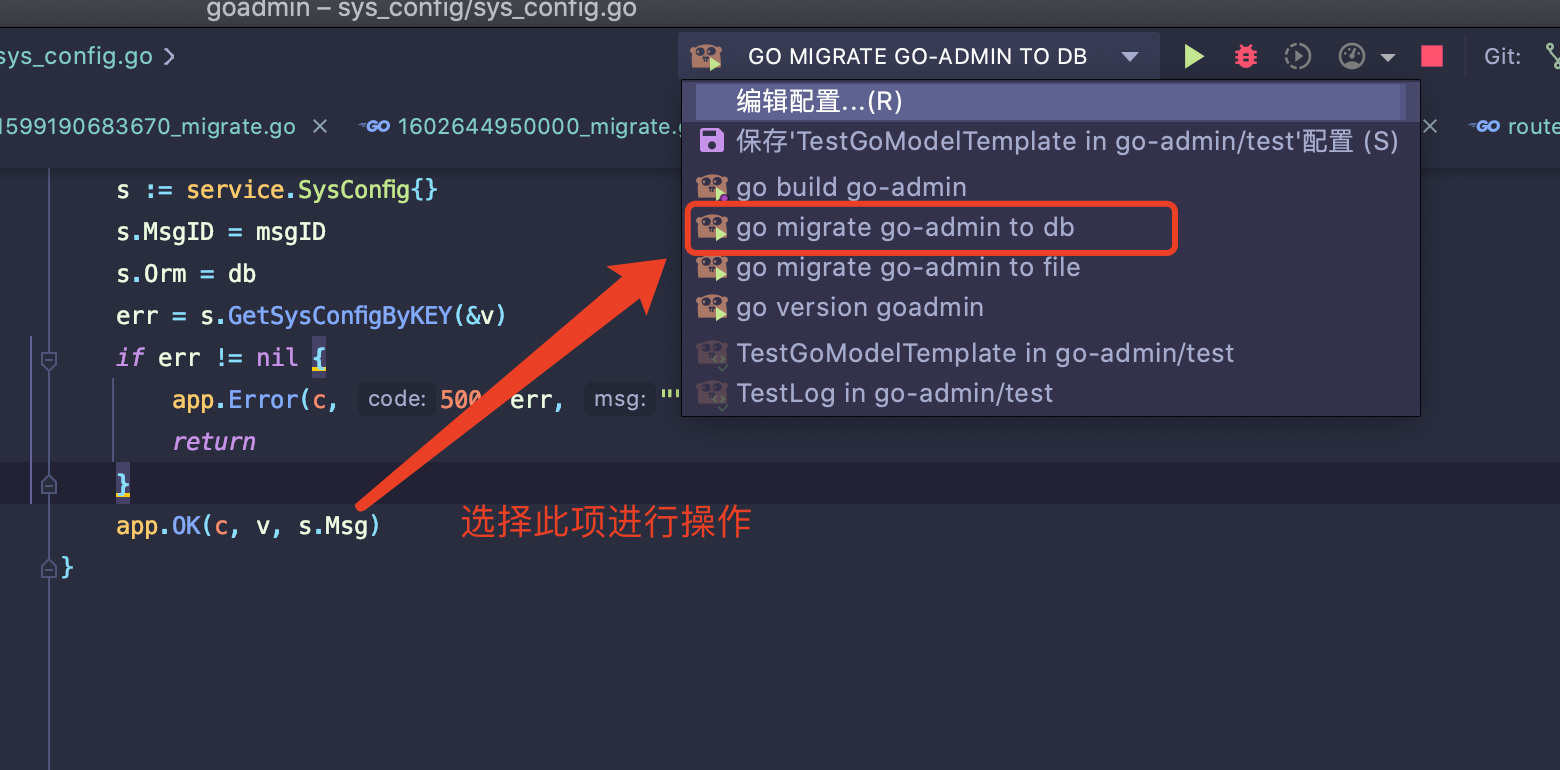 goadmin – sys_config/sys_config.go
sys_config.go
GO MIGRATE GO-ADMIN TO DB
Git:
1599190683670_migrate.go
GO 1602644950000_migrate.
GO route
编辑配置...(R)
保存'TestGoModelTemplate in go-admin/test'配置 (S)
go build go-admin
go migrate go-admin to db
go migrate go-admin to file
go version goadmin
TestGoModelTemplate in go-admin/test
TestLog in go-admin/test
s := service.SysConfig{}
s.MsgID = msgID
s.Orm = db
err = s.GetSysConfigByKEY(&v)
if err != nil {
app.Error(c, code: 500, err, msg: ""
return
}
app.OK(c, v, s.Msg)
选择此项进行操作
}